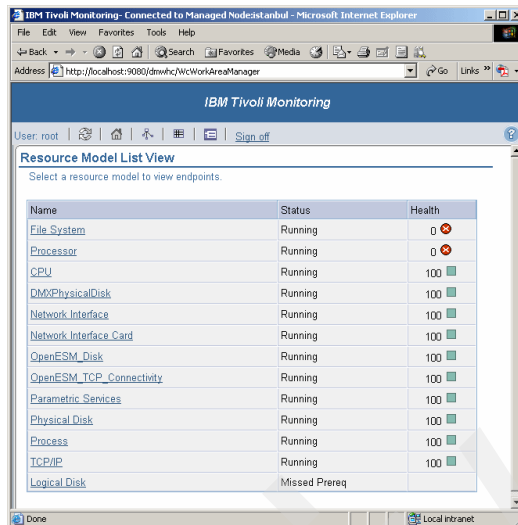 IBM Tivoli Monitoring- Connected to Managed Node:istanbul - Microsoft Internet Explorer
File Edit View Favorites Tools Help
Back Search Favorites Media
Address http://localhost:9080/dmwhc/WcWorkAreaManager Go Links »
IBM Tivoli Monitoring
User: root | | | | | | Sign off ?
Resource Model List View
Select a resource model to view endpoints.
Name Status Health
File System Running 0
Processor Running 0
CPU Running 100
DMXPhysicalDisk Running 100
Network Interface Running 100
Network Interface Card Running 100
OpenESM_Disk Running 100
OpenESM_TCP_Connectivity Running 100
Parametric Services Running 100
Physical Disk Running 100
Process Running 100
TCP/IP Running 100
Logical Disk Missed Prereq
Done Local intranet